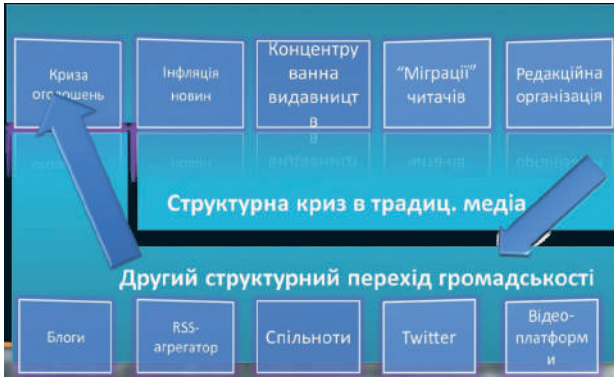 Криза
оголошень
Інфляція
новин
Концентру
ванна
видавництв
в
“Міграції”
читачів
Редакційна
організація
Структурна криз в традиц. медіа
Другий структурний перехід громадськості
Блоги
RSS-
агрегатор
Спільноти
Twitter
Відео-
платформ
и